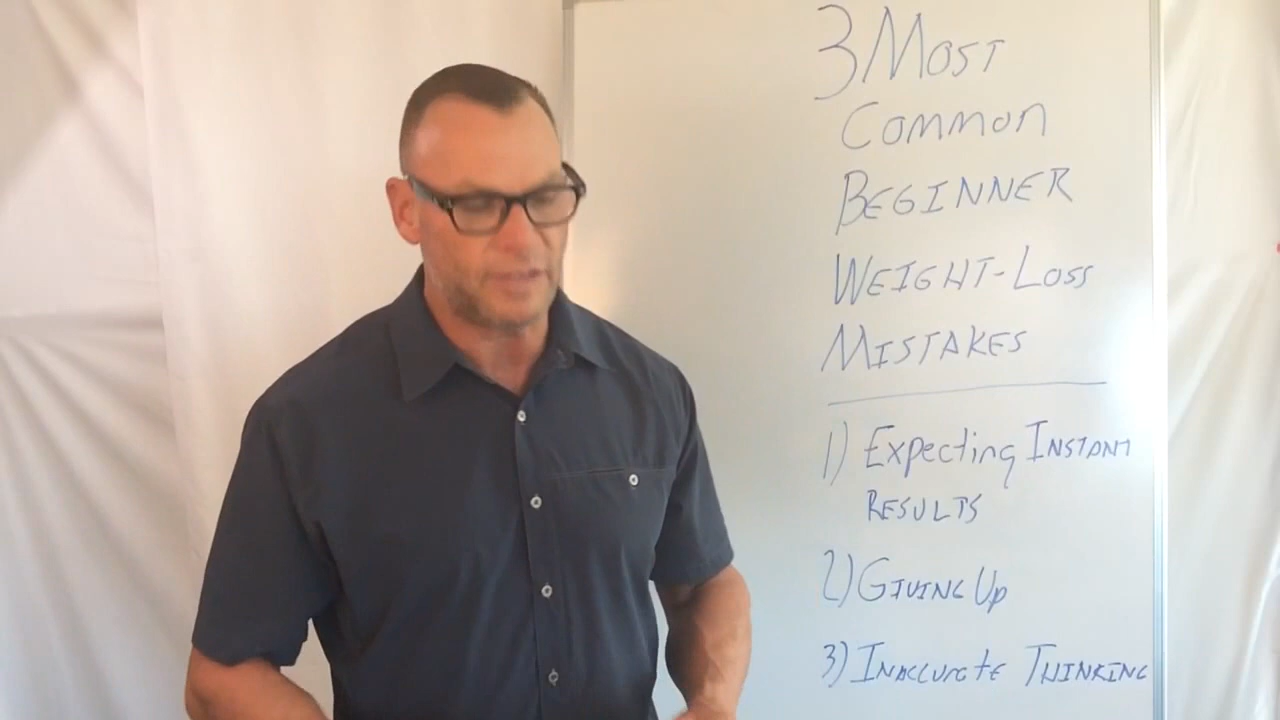 3 MOST
COMMON
BEGINNER
WEIGHT-LOSS
MISTAKES
1) Expecting INSTANT
RESULTS
2) GIVING Up
3) INACCURATE THINKING